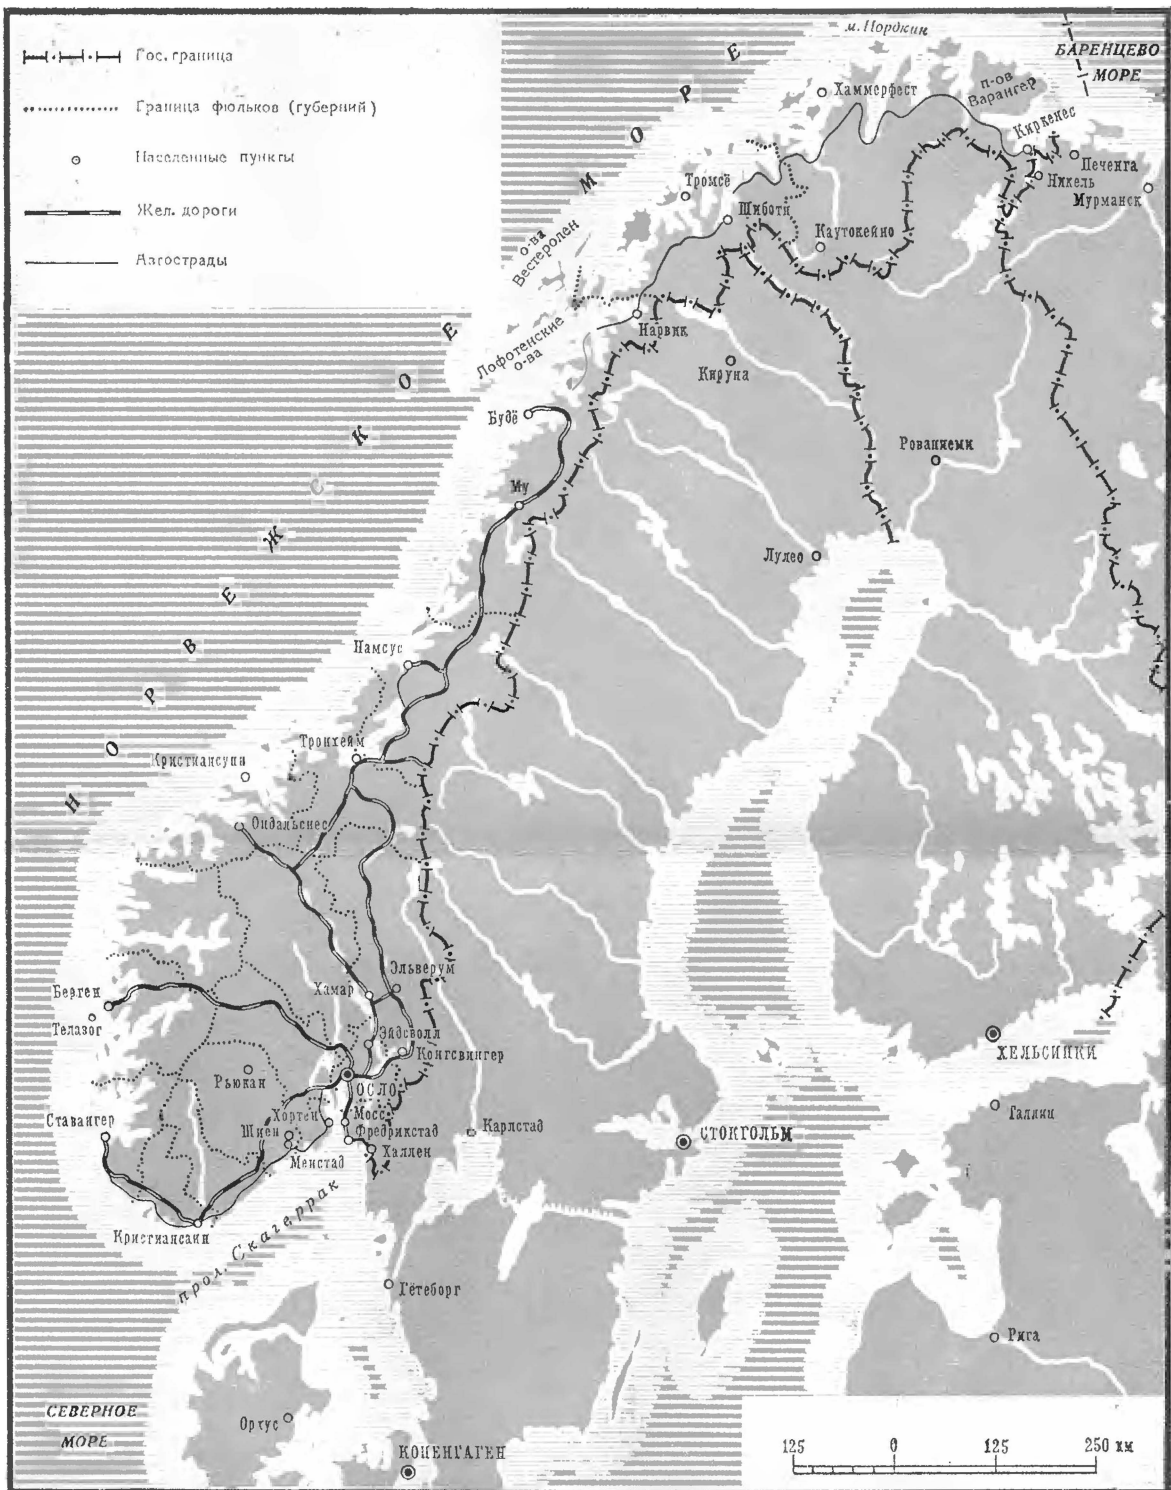 Гос. граница
Граница фюльков (губерний)
Населенные пункты
Жел. дороги
Автострады
НОРВЕЖСКОЕ МОРЕ
м. Нордкин
БАРЕНЦЕВО
МОРЕ
п-ов
Варангер
Хаммерфест
Киркенес
Печенга
Никель
Мурманск
Тромсё
Шиботн
Каутокейно
о-ва
Вестеролен
Лофотенские
о-ва
Нарвик
Кируна
Будё
Рованиеми
Му
Лулео
Намсус
Тронхейм
Кристиансунн
Ондальснес
Эльверум
Хамар
Берген
Телавог
Эйдсволл
Конгсвингер
Рьюкан
ОСЛО
ХЕЛЬСИНКИ
Ставангер
Хортен
Мосс
Шиен
Фредрикстад
Карлстад
СТОКГОЛЬМ
Таллин
Менстад
Халлен
Кристиансанн
прол. Скагеррак
Гётеборг
Рига
СЕВЕРНОЕ
МОРЕ
Орхус
КОПЕНГАГЕН
125 0 125 250 км